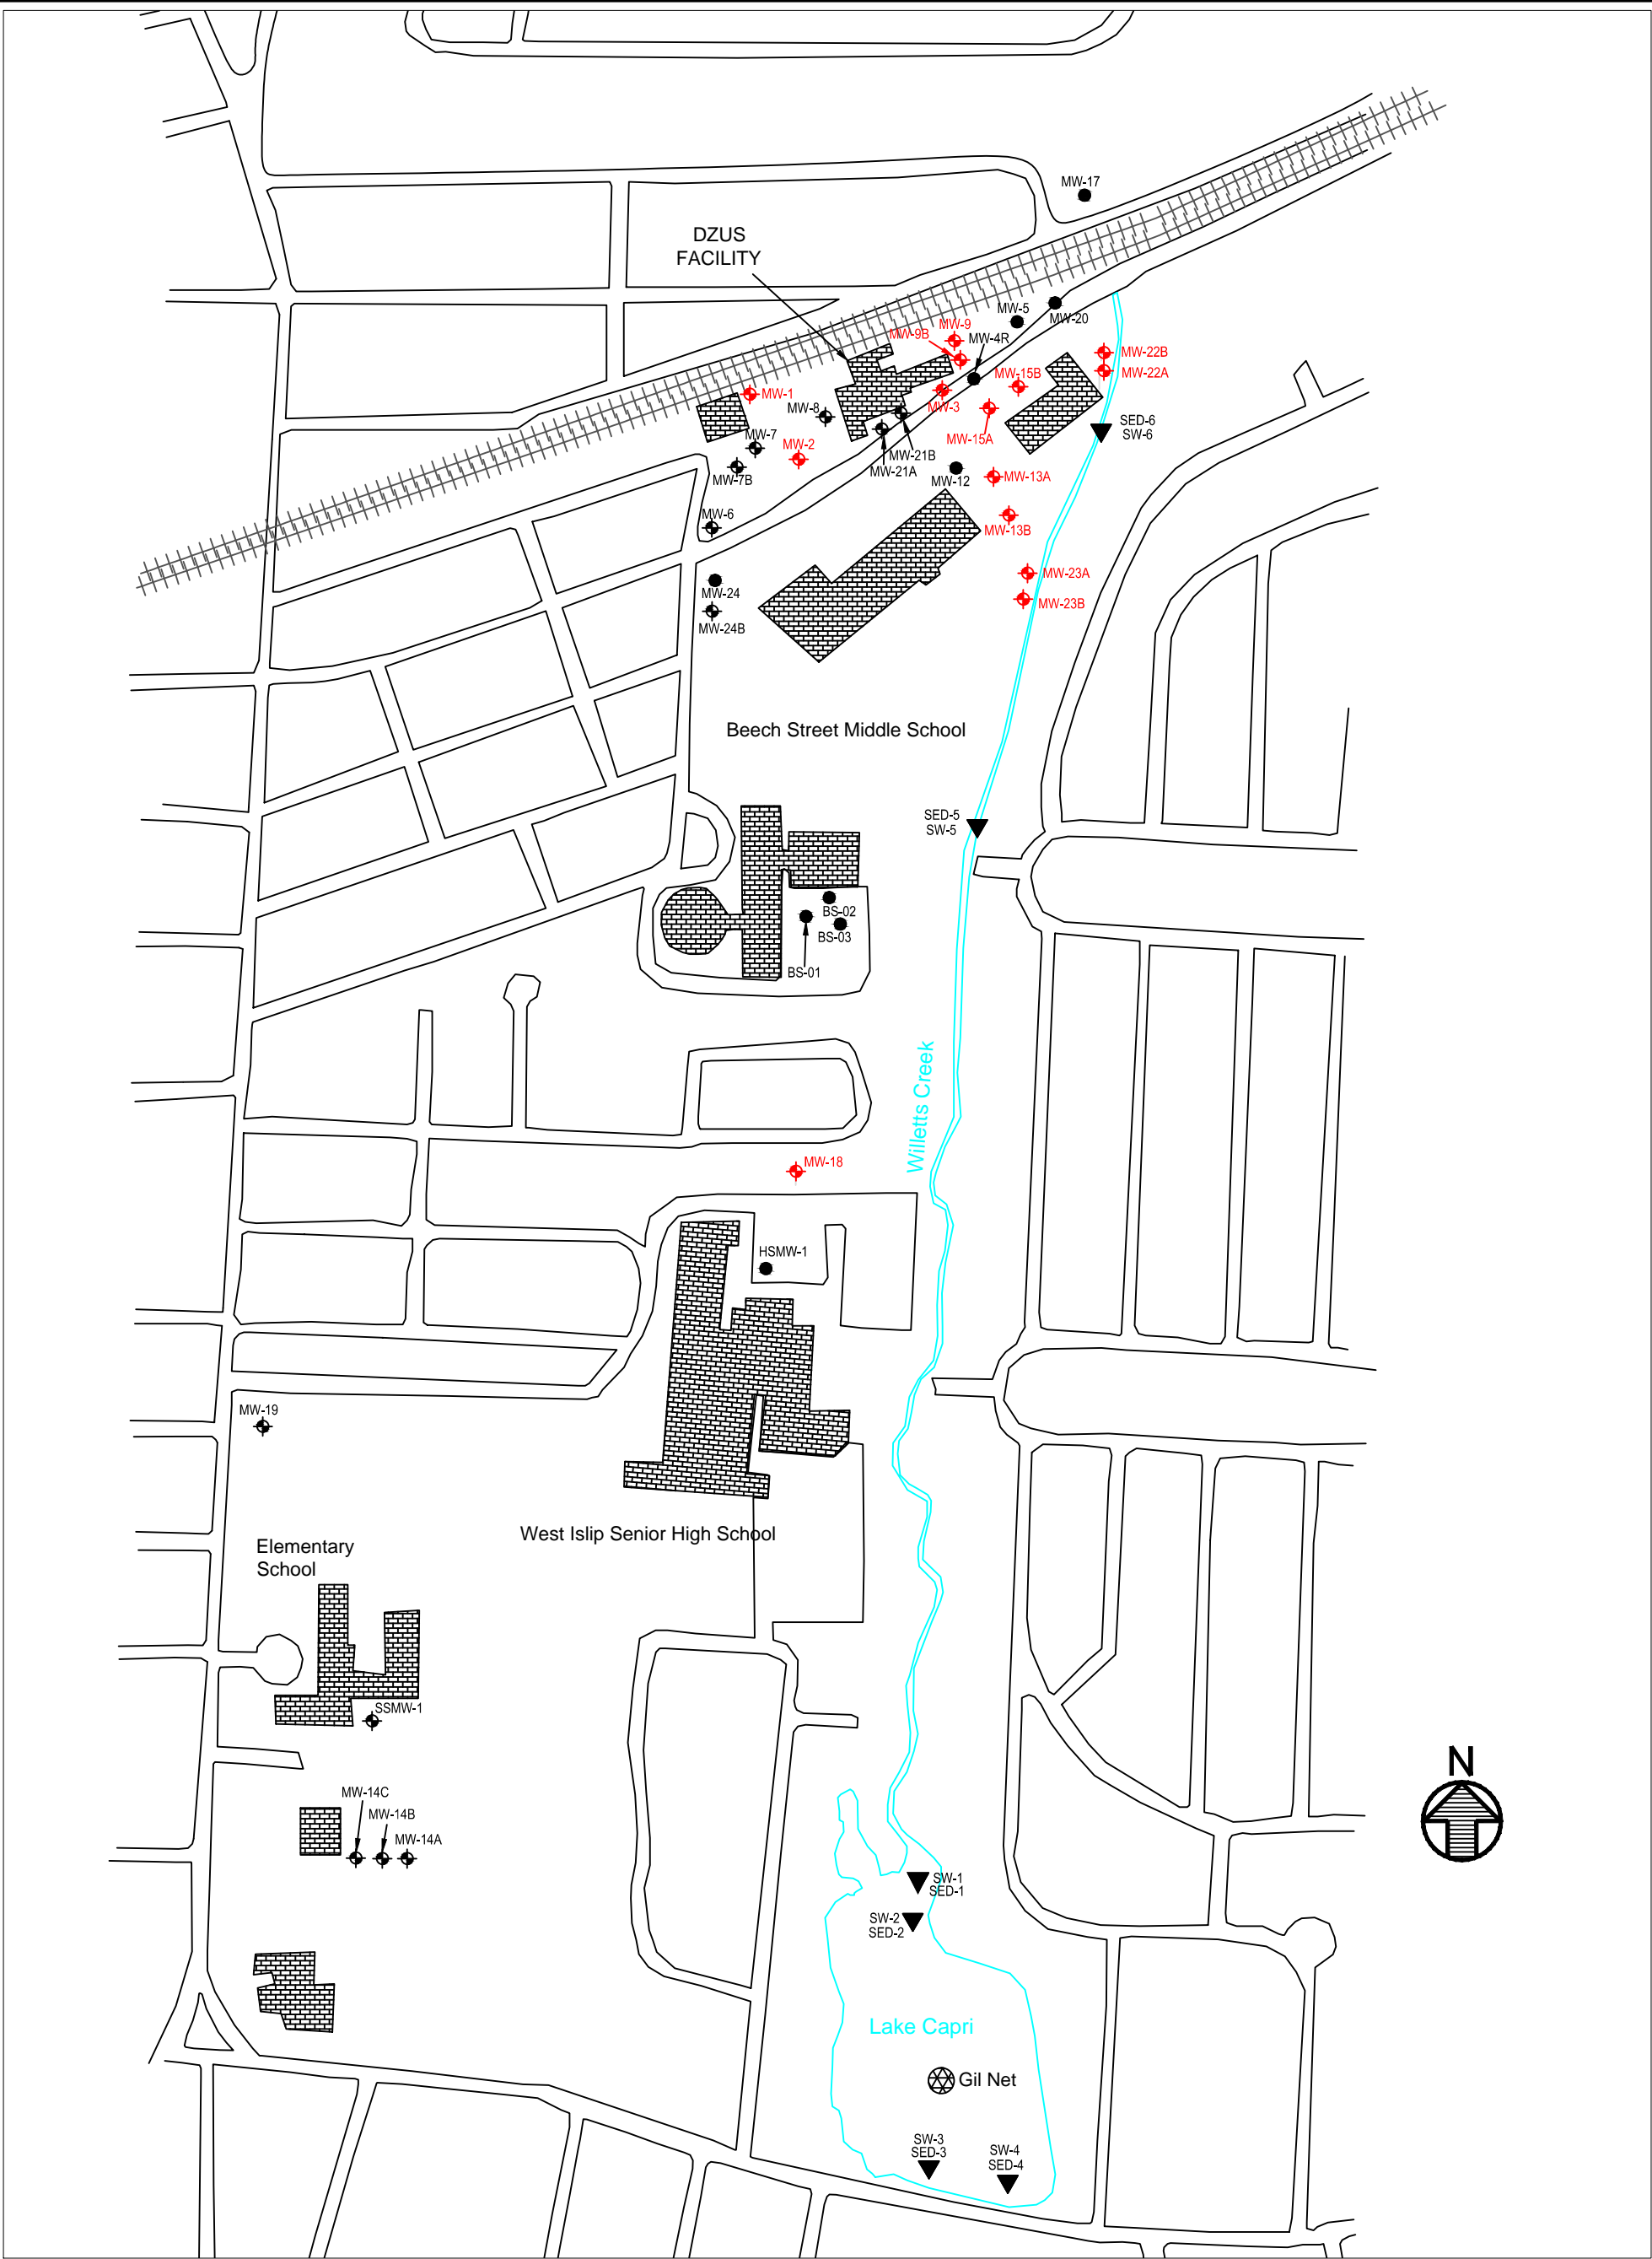 MW-17
DZUS
FACILITY
MW-5
MW-20
MW-9
MW-9B
MW-4R
MW-22B
MW-22A
MW-15B
MW-1
MW-3
MW-8
MW-15A
SED-6
SW-6
MW-7
MW-2
MW-21B
MW-21A
MW-7B
MW-12
MW-13A
MW-6
MW-13B
MW-23A
MW-24
MW-23B
MW-24B
Beech Street Middle School
SED-5
SW-5
BS-02
BS-03
BS-01
Willetts Creek
MW-18
HSMW-1
MW-19
West Islip Senior High School
Elementary
School
SSMW-1
N
MW-14C
MW-14B
MW-14A
SW-1
SED-1
SW-2
SED-2
Lake Capri
Gil Net
SW-3
SED-3
SW-4
SED-4